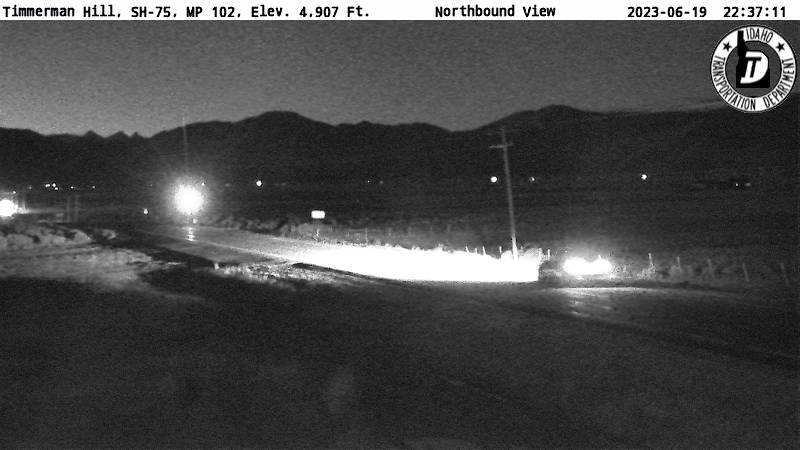 Timmerman Hill, SH-75, MP 102, Elev. 4,907 Ft. Northbound View 2023-06-19 22:37:11
IDAHO
TRANSPORTATION DEPARTMENT